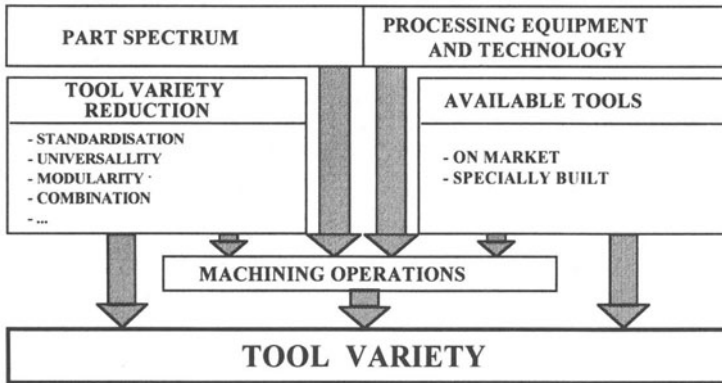 PART SPECTRUM
PROCESSING EQUIPMENT
AND TECHNOLOGY
TOOL VARIETY
REDUCTION
- STANDARDISATION
- UNIVERSALLITY
- MODULARITY
- COMBINATION
- ...
AVAILABLE TOOLS
- ON MARKET
- SPECIALLY BUILT
MACHINING OPERATIONS
TOOL VARIETY